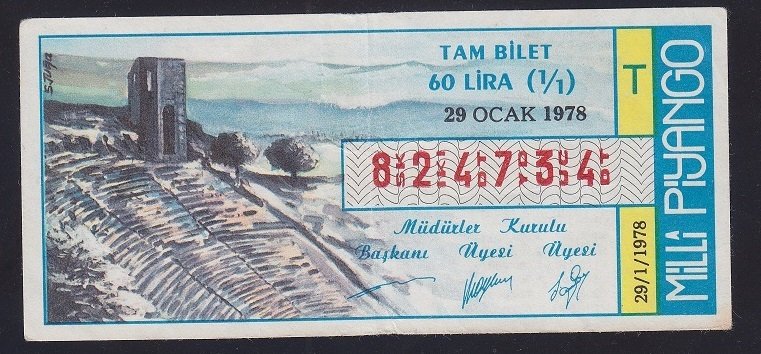 TAM BİLET
60 LİRA (1/1)
29 OCAK 1978
T
8 2 4 7 3 4
Müdürler Kurulu
Başkanı Üyesi Üyesi
29/1/1978
MİLLÎ PİYANGO